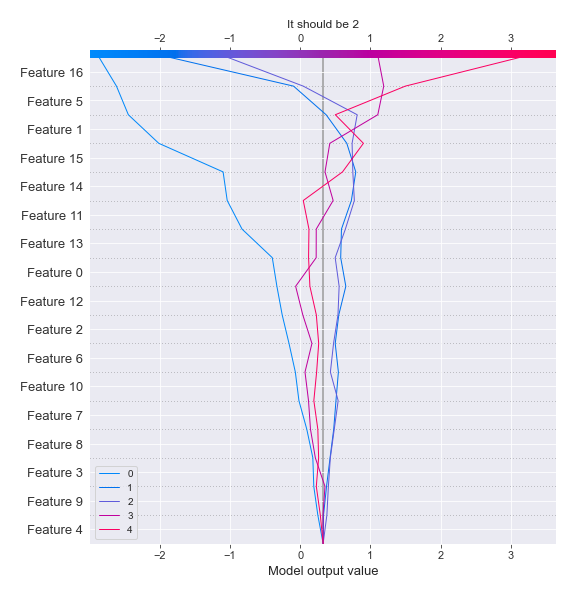 It should be 2
−2 −1 0 1 2 3
Feature 16
Feature 5
Feature 1
Feature 15
Feature 14
Feature 11
Feature 13
Feature 0
Feature 12
Feature 2
Feature 6
Feature 10
Feature 7
Feature 8
Feature 3
Feature 9
Feature 4
0
1
2
3
4
−2 −1 0 1 2 3
Model output value